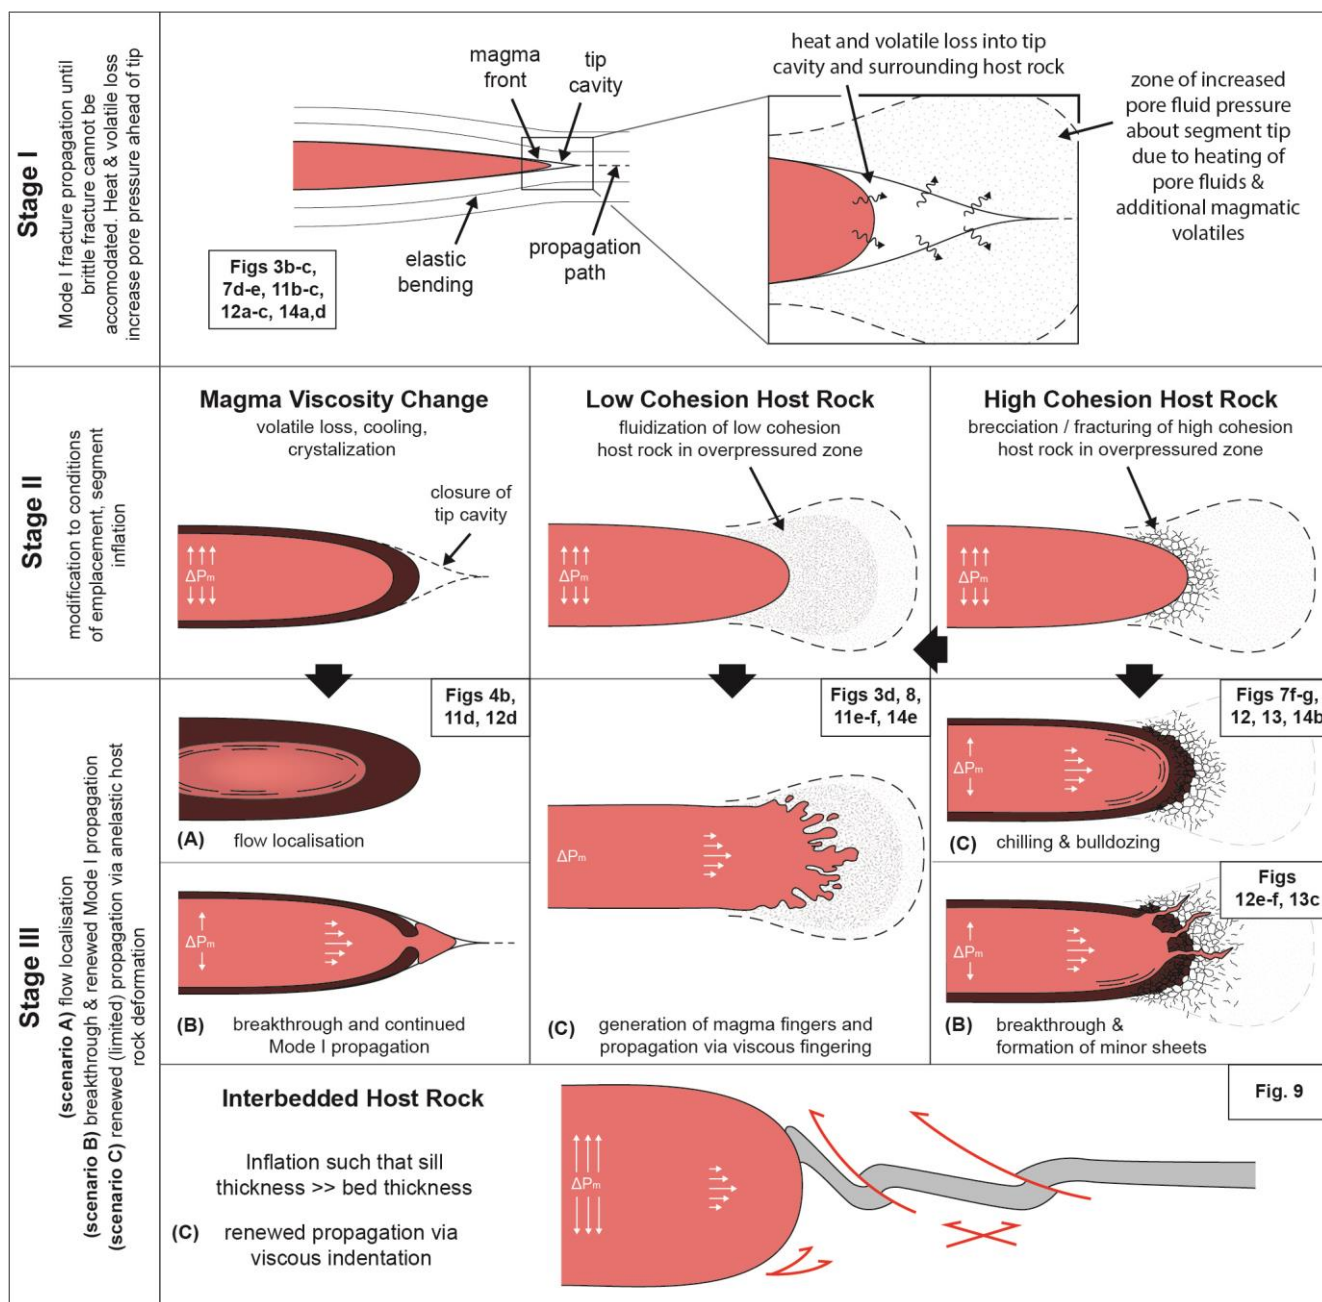 Stage I
Mode I fracture propagation until
brittle fracture cannot be
accomodated. Heat & volatile loss
increase pore pressure ahead of tip
magma
front
tip
cavity
elastic
bending
propagation
path
Figs 3b-c,
7d-e, 11b-c,
12a-c, 14a,d
heat and volatile loss into tip
cavity and surrounding host rock
zone of increased
pore fluid pressure
about segment tip
due to heating of
pore fluids &
additional magmatic
volatiles
Stage II
modification to conditions
of emplacement, segment
inflation
Magma Viscosity Change
volatile loss, cooling,
crystalization
closure of
tip cavity
ΔPm
Low Cohesion Host Rock
fluidization of low cohesion
host rock in overpressured zone
ΔPm
High Cohesion Host Rock
brecciation / fracturing of high cohesion
host rock in overpressured zone
ΔPm
Stage III
(scenario A) flow localisation
(scenario B) breakthrough & renewed Mode I propagation
(scenario C) renewed (limited) propagation via anelastic host
rock deformation
Figs 4b,
11d, 12d
(A) flow localisation
ΔPm
(B) breakthrough and continued
Mode I propagation
Figs 3d, 8,
11e-f, 14e
ΔPm
(C) generation of magma fingers and
propagation via viscous fingering
Figs 7f-g,
12, 13, 14b
ΔPm
(C) chilling & bulldozing
Figs
12e-f, 13c
ΔPm
(B) breakthrough &
formation of minor sheets
Interbedded Host Rock
Inflation such that sill
thickness >> bed thickness
(C) renewed propagation via
viscous indentation
ΔPm
Fig. 9